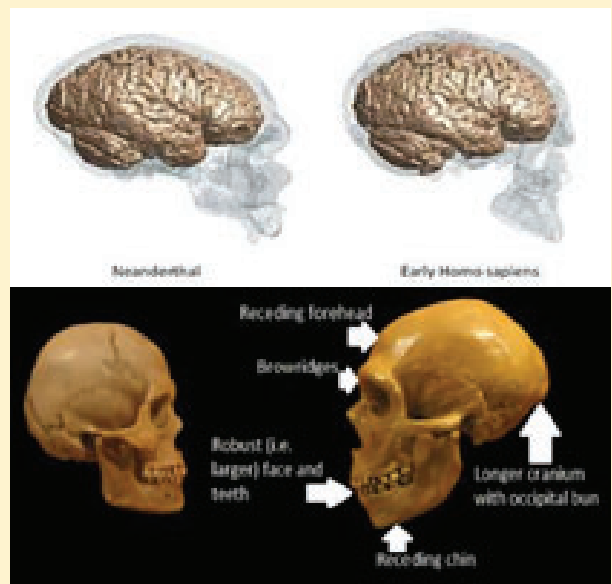 Neanderthal
Early Homo sapiens
Receding forehead
Browridges
Robust (i.e.
larger) face and
teeth
Longer cranium
with occipital bun
Receding chin